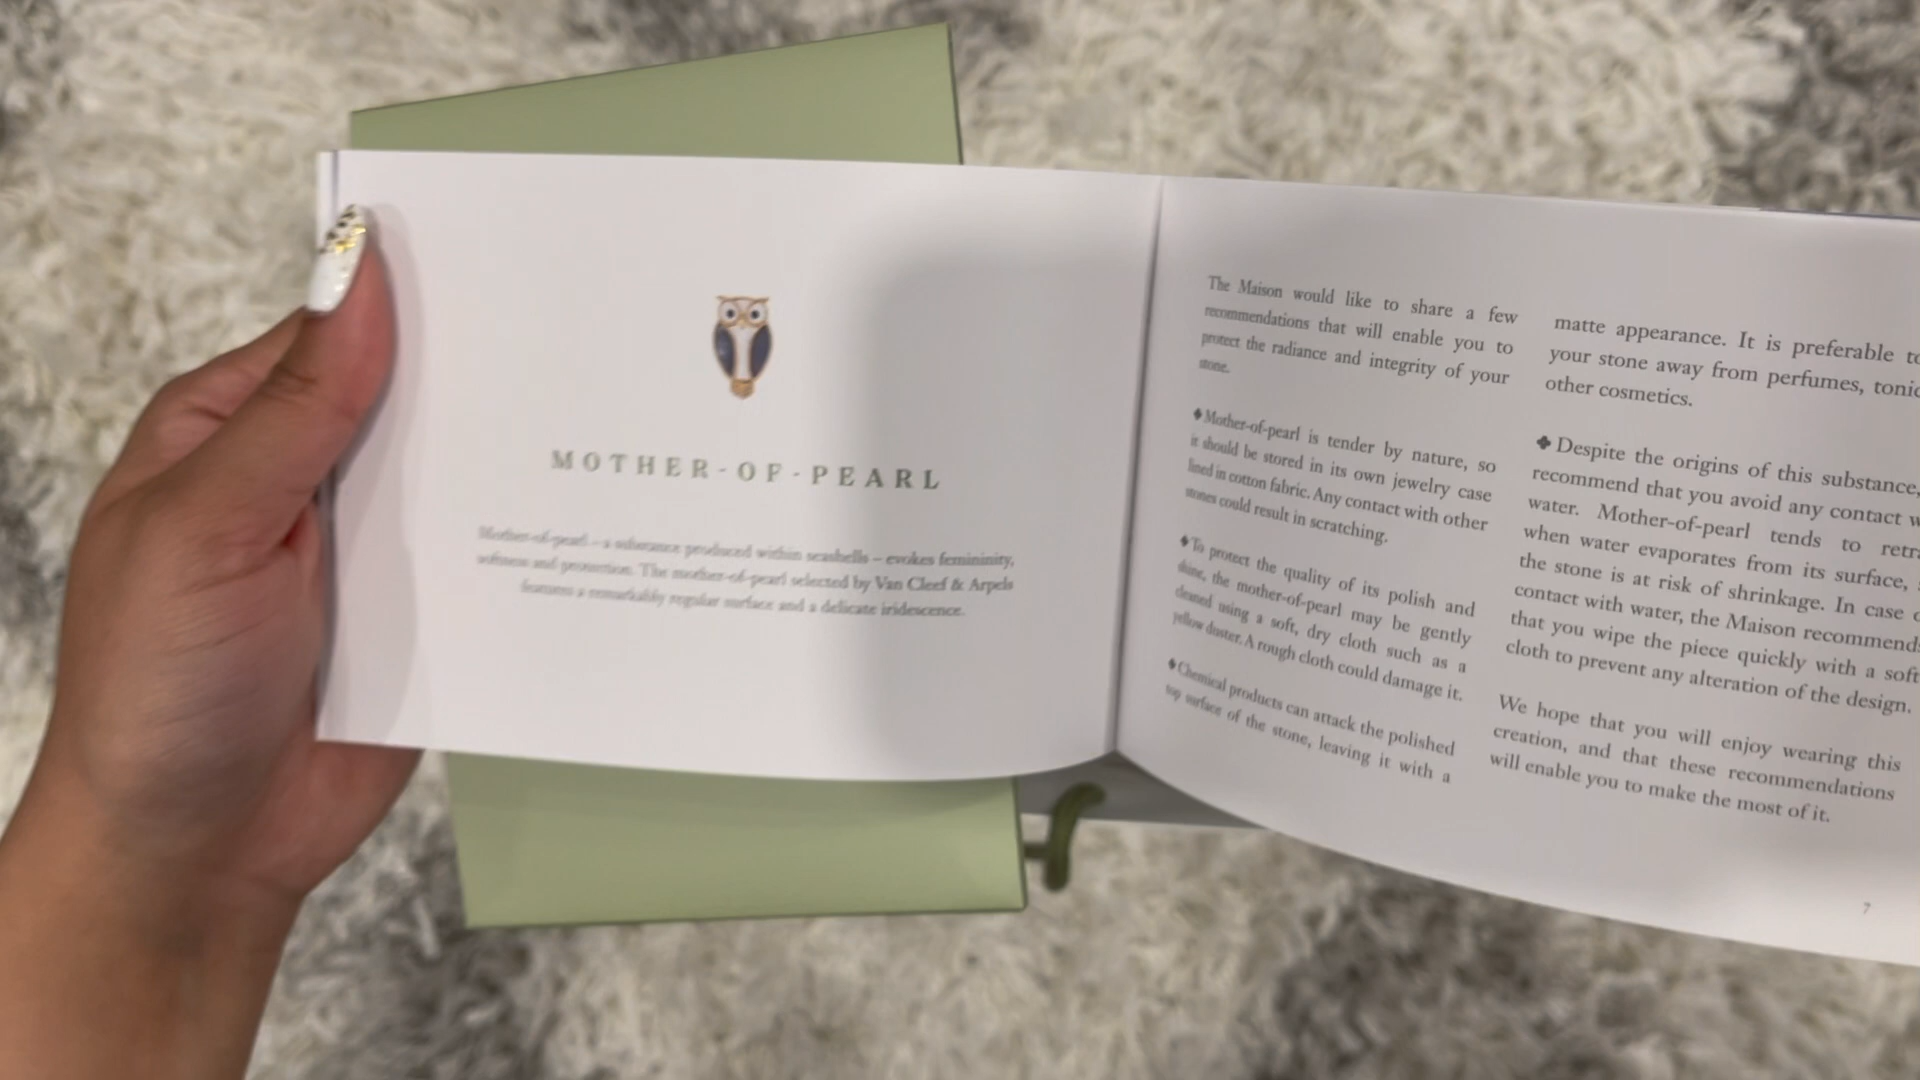 MOTHER-OF-PEARL
Mother-of-pearl – a substance produced within seashells – evokes femininity,
softness and protection. The mother-of-pearl selected by Van Cleef & Arpels
features a remarkably regular surface and a delicate iridescence.
The Maison would like to share a few
recommendations that will enable you to
protect the radiance and integrity of your
stone.
Mother-of-pearl is tender by nature, so
it should be stored in its own jewelry case
lined in cotton fabric. Any contact with other
stones could result in scratching.
To protect the quality of its polish and
shine, the mother-of-pearl may be gently
cleaned using a soft, dry cloth such as a
yellow duster. A rough cloth could damage it.
Chemical products can attack the polished
top surface of the stone, leaving it with a
matte appearance. It is preferable to
your stone away from perfumes, tonic
other cosmetics.
Despite the origins of this substance,
recommend that you avoid any contact w
water. Mother-of-pearl tends to retr
when water evaporates from its surface,
the stone is at risk of shrinkage. In case
contact with water, the Maison recommends
that you wipe the piece quickly with a soft
cloth to prevent any alteration of the design.
We hope that you will enjoy wearing this
creation, and that these recommendations
will enable you to make the most of it.
7